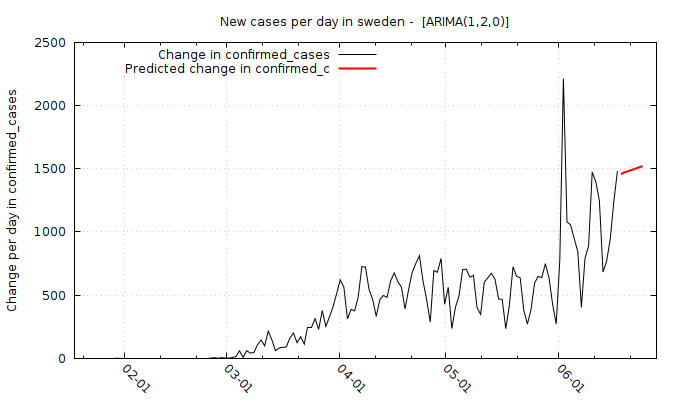 New cases per day in sweden -  [ARIMA(1,2,0)]
Change in confirmed_cases
Predicted change in confirmed_c
Change per day in confirmed_cases
2500
2000
1500
1000
500
0
02-01
03-01
04-01
05-01
06-01